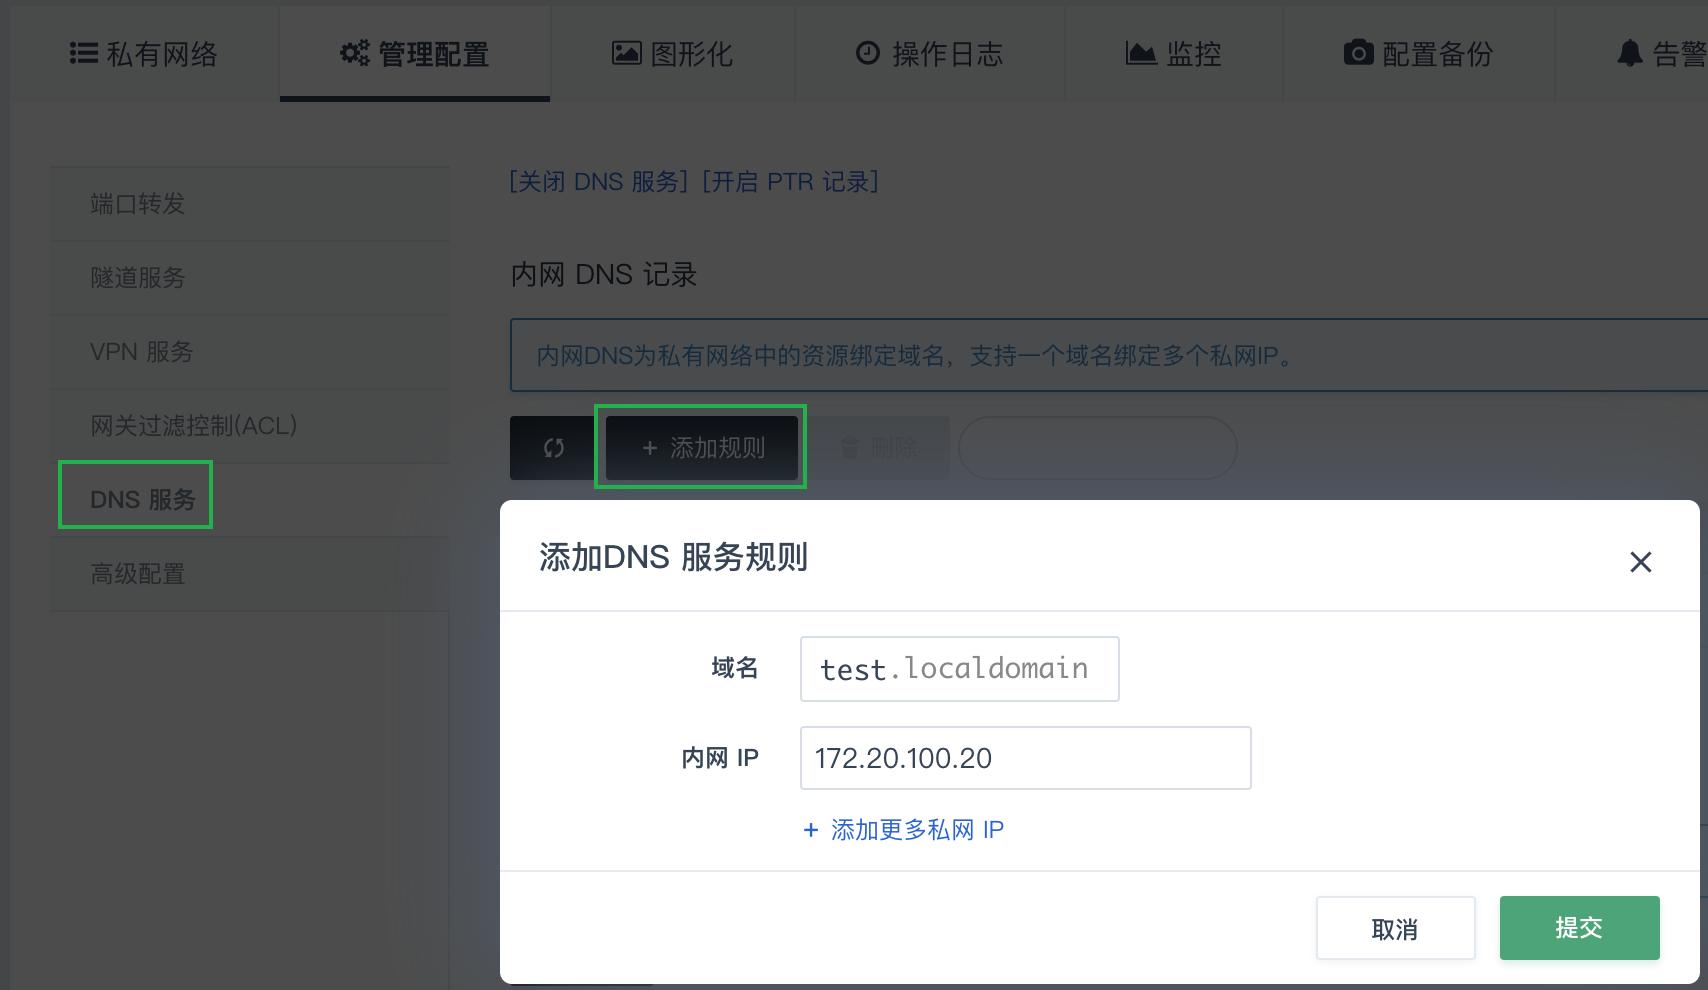 私有网络
管理配置
图形化
操作日志
监控
配置备份
告警
端口转发
隧道服务
VPN 服务
网关过滤控制(ACL)
DNS 服务
高级配置
[关闭 DNS 服务] [开启 PTR 记录]
内网 DNS 记录
内网DNS为私有网络中的资源绑定域名，支持一个域名绑定多个私网IP。
+ 添加规则
删除
添加DNS 服务规则
域名
test.localdomain
内网 IP
172.20.100.20
+ 添加更多私网 IP
取消
提交